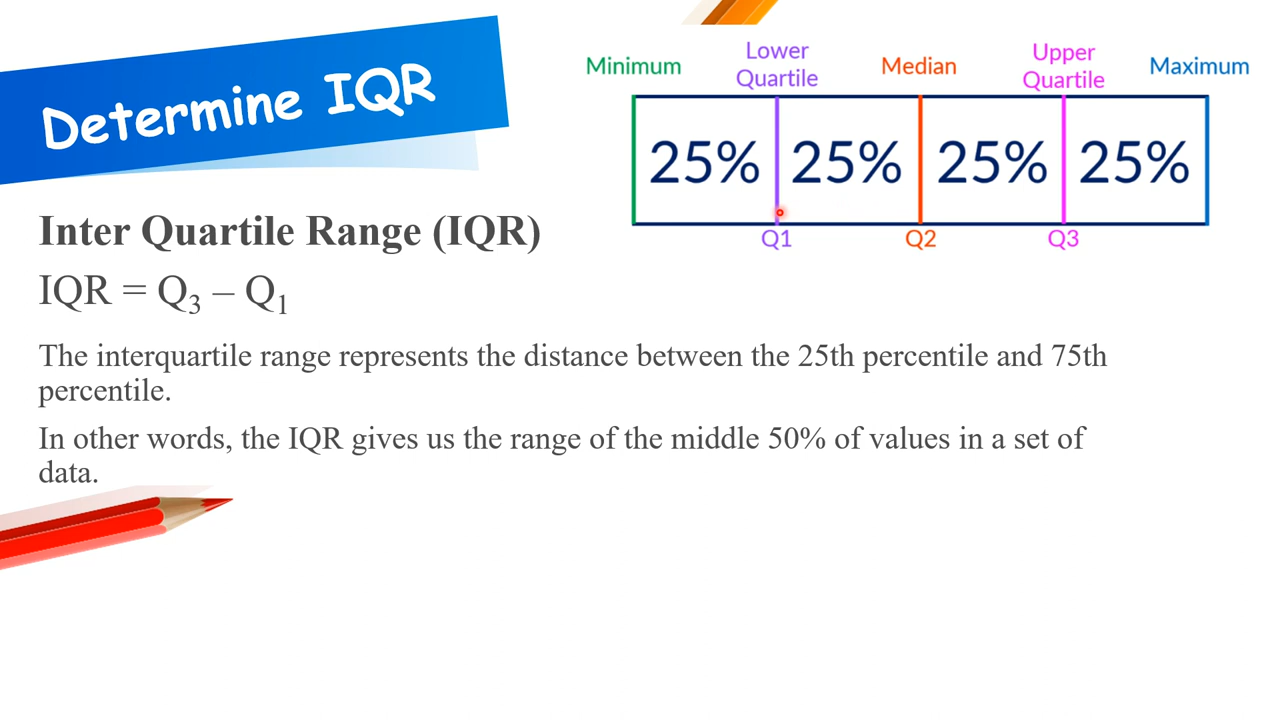 Determine IQR
Minimum
Lower
Quartile
Median
Upper
Quartile
Maximum
25% 25% 25% 25%
Q1 Q2 Q3
Inter Quartile Range (IQR)
IQR = Q₃ – Q₁
The interquartile range represents the distance between the 25th percentile and 75th
percentile.
In other words, the IQR gives us the range of the middle 50% of values in a set of
data.